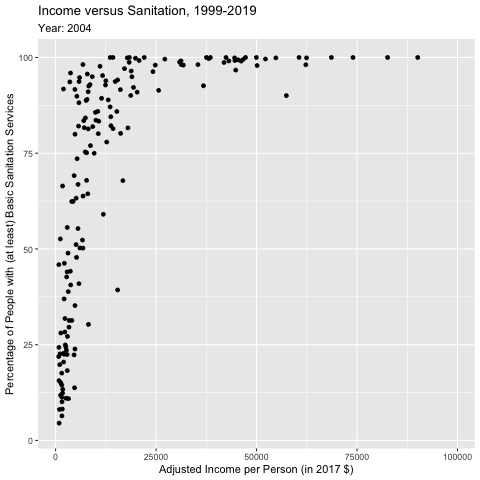 Income versus Sanitation, 1999-2019
Year: 2004
Percentage of People with (at least) Basic Sanitation Services
100
75
50
25
0
0 25000 50000 75000 100000
Adjusted Income per Person (in 2017 $)